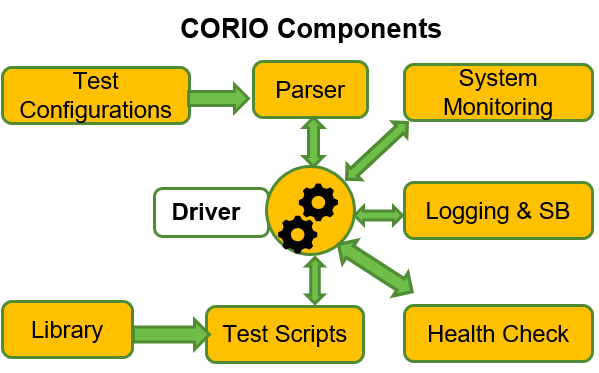 CORIO Components
Test
Configurations
Parser
System
Monitoring
Driver
Logging & SB
Library
Test Scripts
Health Check